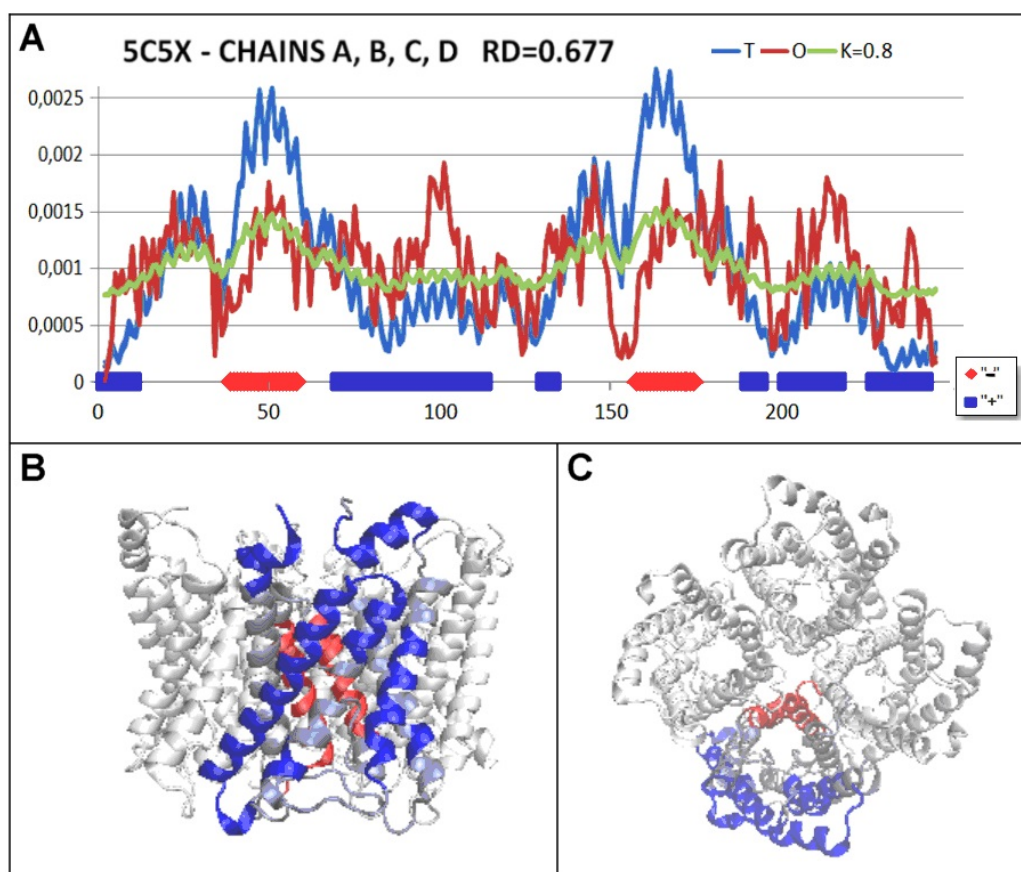 A
5C5X - CHAINS A, B, C, D RD=0.677
T O K=0.8
0,0025
0,002
0,0015
0,001
0,0005
0
0 50 100 150 200
"-"
"+"
B
C